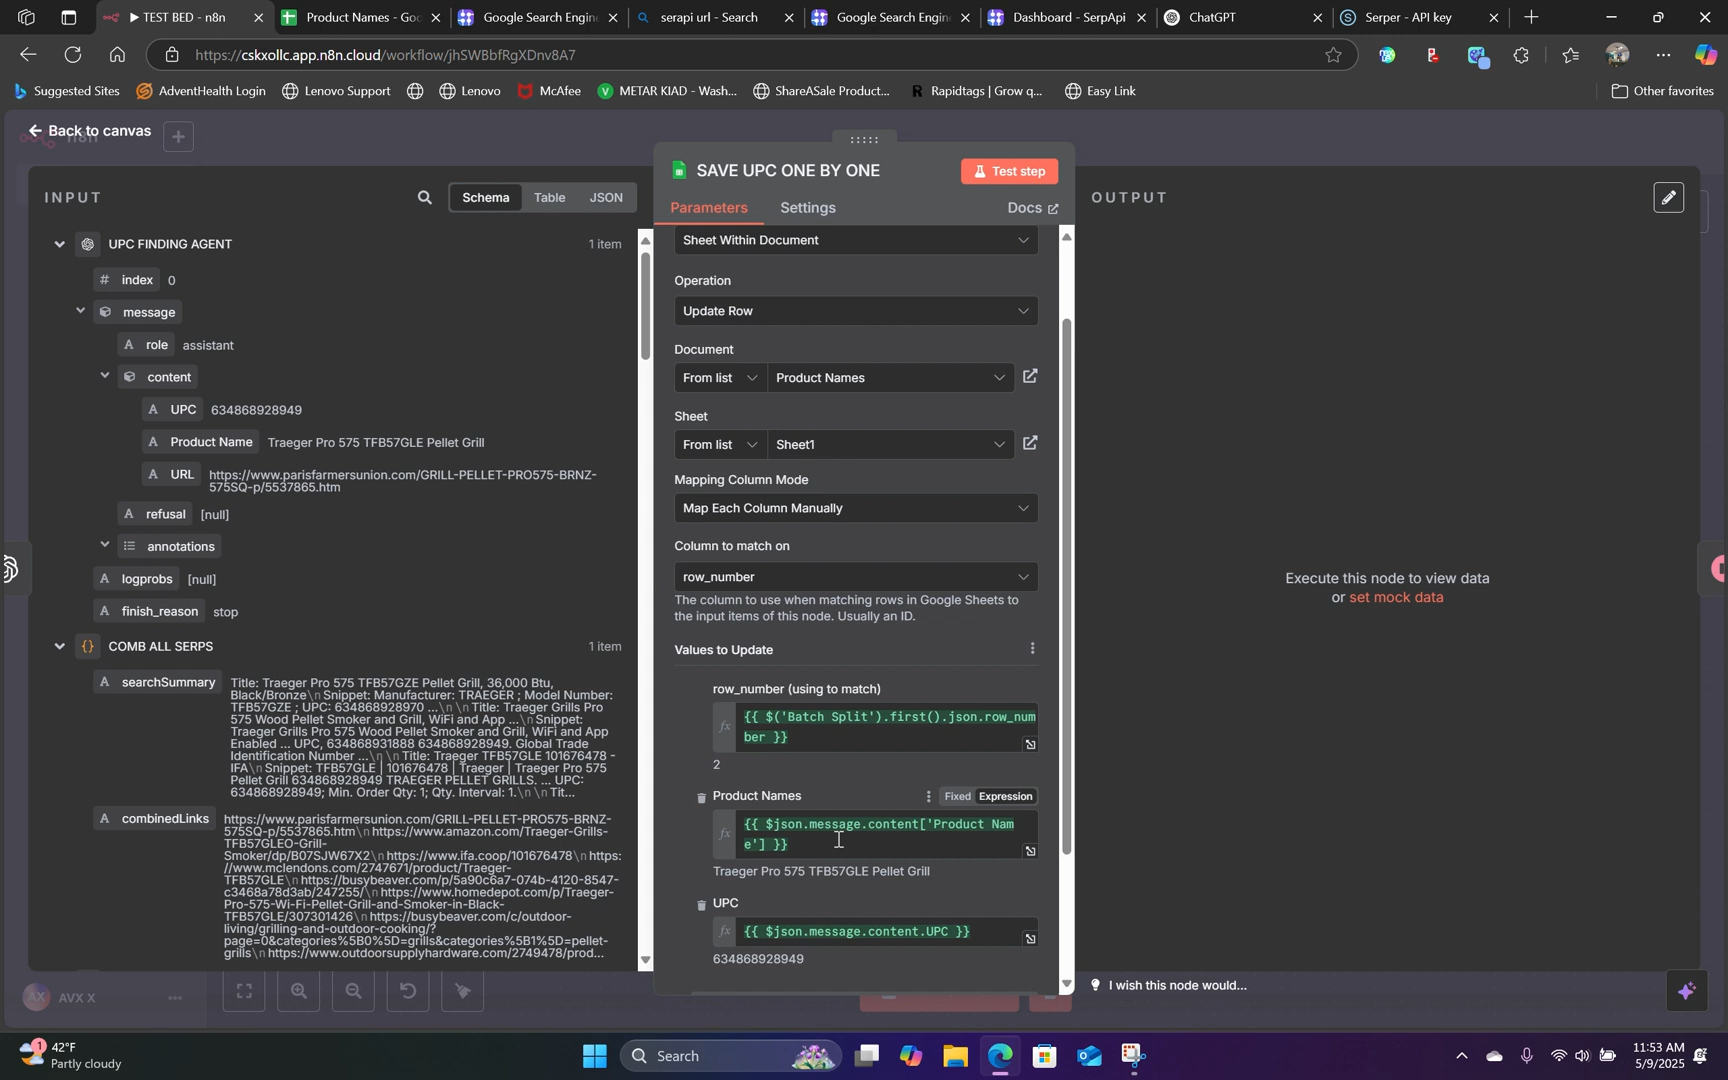 ▶ TEST BED - n8n
Product Names - Goo
Google Search Engin
serapi url - Search
Google Search Engin
Dashboard - SerpApi
ChatGPT
Serper - API key
https://cskxollc.app.n8n.cloud/workflow/jhSWBbfRgXDnv8A7
Suggested Sites
AdventHealth Login
Lenovo Support
Lenovo
McAfee
METAR KIAD - Wash...
ShareASale Product...
Rapidtags | Grow q...
Easy Link
Other favorites
Back to canvas
n8n
INPUT
Schema
Table
JSON
UPC FINDING AGENT
1 item
# index 0
message
A role assistant
content
A UPC 634868928949
A Product Name Traeger Pro 575 TFB57GLE Pellet Grill
A URL https://www.parisfarmersunion.com/GRILL-PELLET-PRO575-BRNZ-
575SQ-p/5537865.htm
A refusal [null]
annotations
A logprobs [null]
A finish_reason stop
COMB ALL SERPS
1 item
A searchSummary Title: Traeger Pro 575 TFB57GZE Pellet Grill, 36,000 Btu,
Black/Bronze\n Snippet: Manufacturer: TRAEGER ; Model Number:
TFB57GZE ; UPC: 634868928970 ...\n \n Title: Traeger Grills Pro
575 Wood Pellet Smoker and Grill, WiFi and App ...\n Snippet:
Traeger Grills Pro 575 Wood Pellet Smoker and Grill, WiFi and App
Enabled ... UPC, 634868931888 634868928949. Global Trade
Identification Number ...\n \n Title: Traeger TFB57GLE 101676478 -
IFA\n Snippet: TFB57GLE | 101676478 | Traeger | Traeger Pro 575
Pellet Grill 634868928949 TRAEGER PELLET GRILLS. ... UPC:
634868928949; Min. Order Qty: 1; Qty. Interval: 1.\n \n Tit...
A combinedLinks https://www.parisfarmersunion.com/GRILL-PELLET-PRO575-BRNZ-
575SQ-p/5537865.htm\n https://www.amazon.com/Traeger-Grills-
TFB57GLEO-Grill-
Smoker/dp/B07SJW67X2\n https://www.ifa.coop/101676478\n https:
//www.mclendons.com/2747671/product/Traeger-
TFB57GLE\n https://busybeaver.com/p/5a90c6a7-074b-4120-8547-
c3468a78d3ab/247255/\n https://www.homedepot.com/p/Traeger-
Pro-575-Wi-Fi-Pellet-Grill-and-Smoker-in-Black-
TFB57GLE/307301426\n https://busybeaver.com/c/outdoor-
living/grilling-and-outdoor-cooking/?
page=0&categories%5B0%5D=grills&categories%5B1%5D=pellet-
grills\n https://www.outdoorsupplyhardware.com/2749478/prod...
AX AVX X
SAVE UPC ONE BY ONE
Test step
Parameters
Settings
Docs
Sheet Within Document
Operation
Update Row
Document
From list
Product Names
Sheet
From list
Sheet1
Mapping Column Mode
Map Each Column Manually
Column to match on
row_number
The column to use when matching rows in Google Sheets to
the input items of this node. Usually an ID.
Values to Update
row_number (using to match)
fx {{ $('Batch Split').first().json.row_num
ber }}
2
Product Names
Fixed
Expression
fx {{ $json.message.content['Product Nam
e'] }}
Traeger Pro 575 TFB57GLE Pellet Grill
UPC
fx {{ $json.message.content.UPC }}
634868928949
OUTPUT
Execute this node to view data
or set mock data
I wish this node would...
1
42°F
Partly cloudy
Search
11:53 AM
5/9/2025